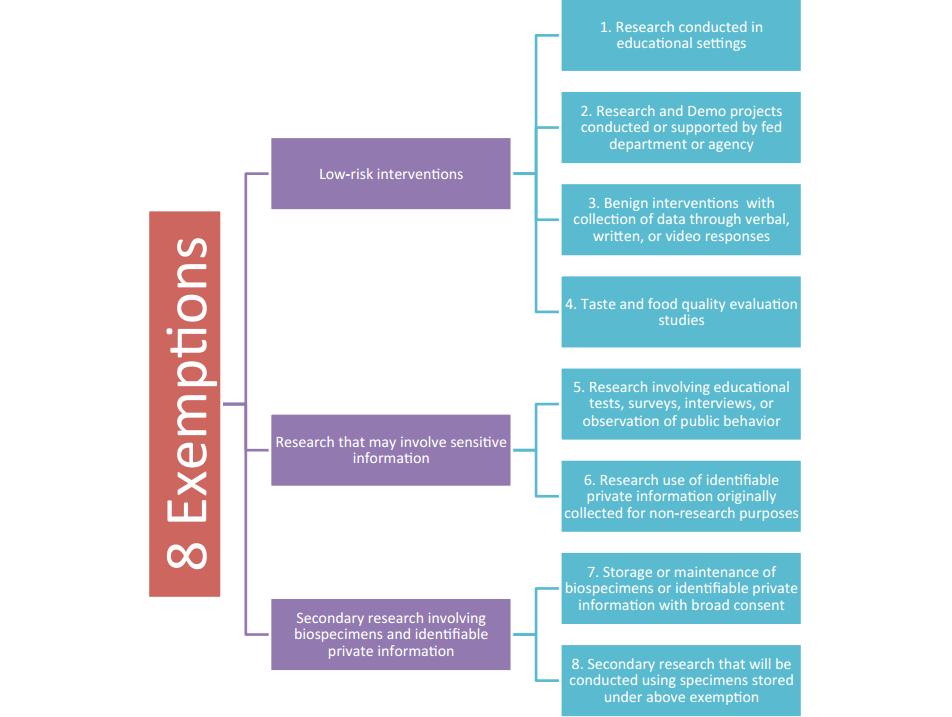 8 Exemptions
Low-risk interventions
1. Research conducted in
educational settings
2. Research and Demo projects
conducted or supported by fed
department or agency
3. Benign interventions with
collection of data through verbal,
written, or video responses
4. Taste and food quality evaluation
studies
Research that may involve sensitive
information
5. Research involving educational
tests, surveys, interviews, or
observation of public behavior
6. Research use of identifiable
private information originally
collected for non-research purposes
Secondary research involving
biospecimens and identifiable
private information
7. Storage or maintenance of
biospecimens or identifiable private
information with broad consent
8. Secondary research that will be
conducted using specimens stored
under above exemption